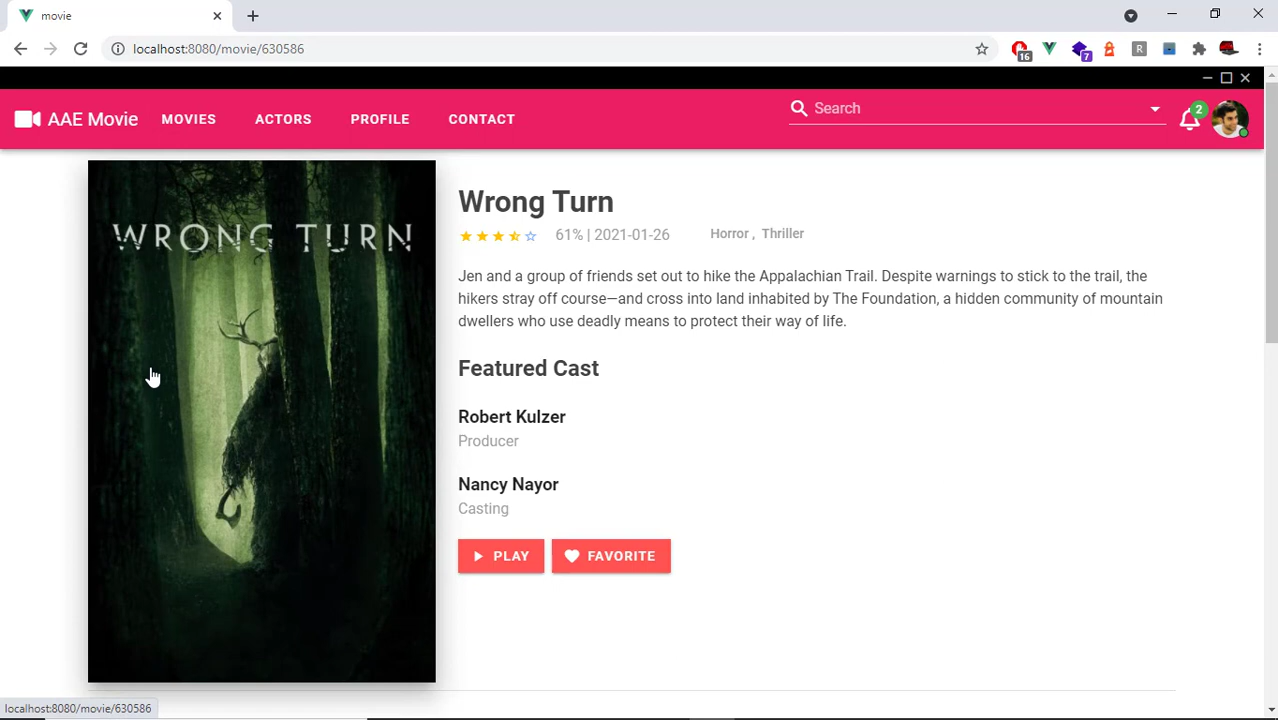 movie
localhost:8080/movie/630586
16
7
R
AAE Movie MOVIES ACTORS PROFILE CONTACT Search 2
WRONG TURN
Wrong Turn
61% | 2021-01-26 Horror , Thriller
Jen and a group of friends set out to hike the Appalachian Trail. Despite warnings to stick to the trail, the
hikers stray off course—and cross into land inhabited by The Foundation, a hidden community of mountain
dwellers who use deadly means to protect their way of life.
Featured Cast
Robert Kulzer
Producer
Nancy Nayor
Casting
PLAY FAVORITE
localhost:8080/movie/630586